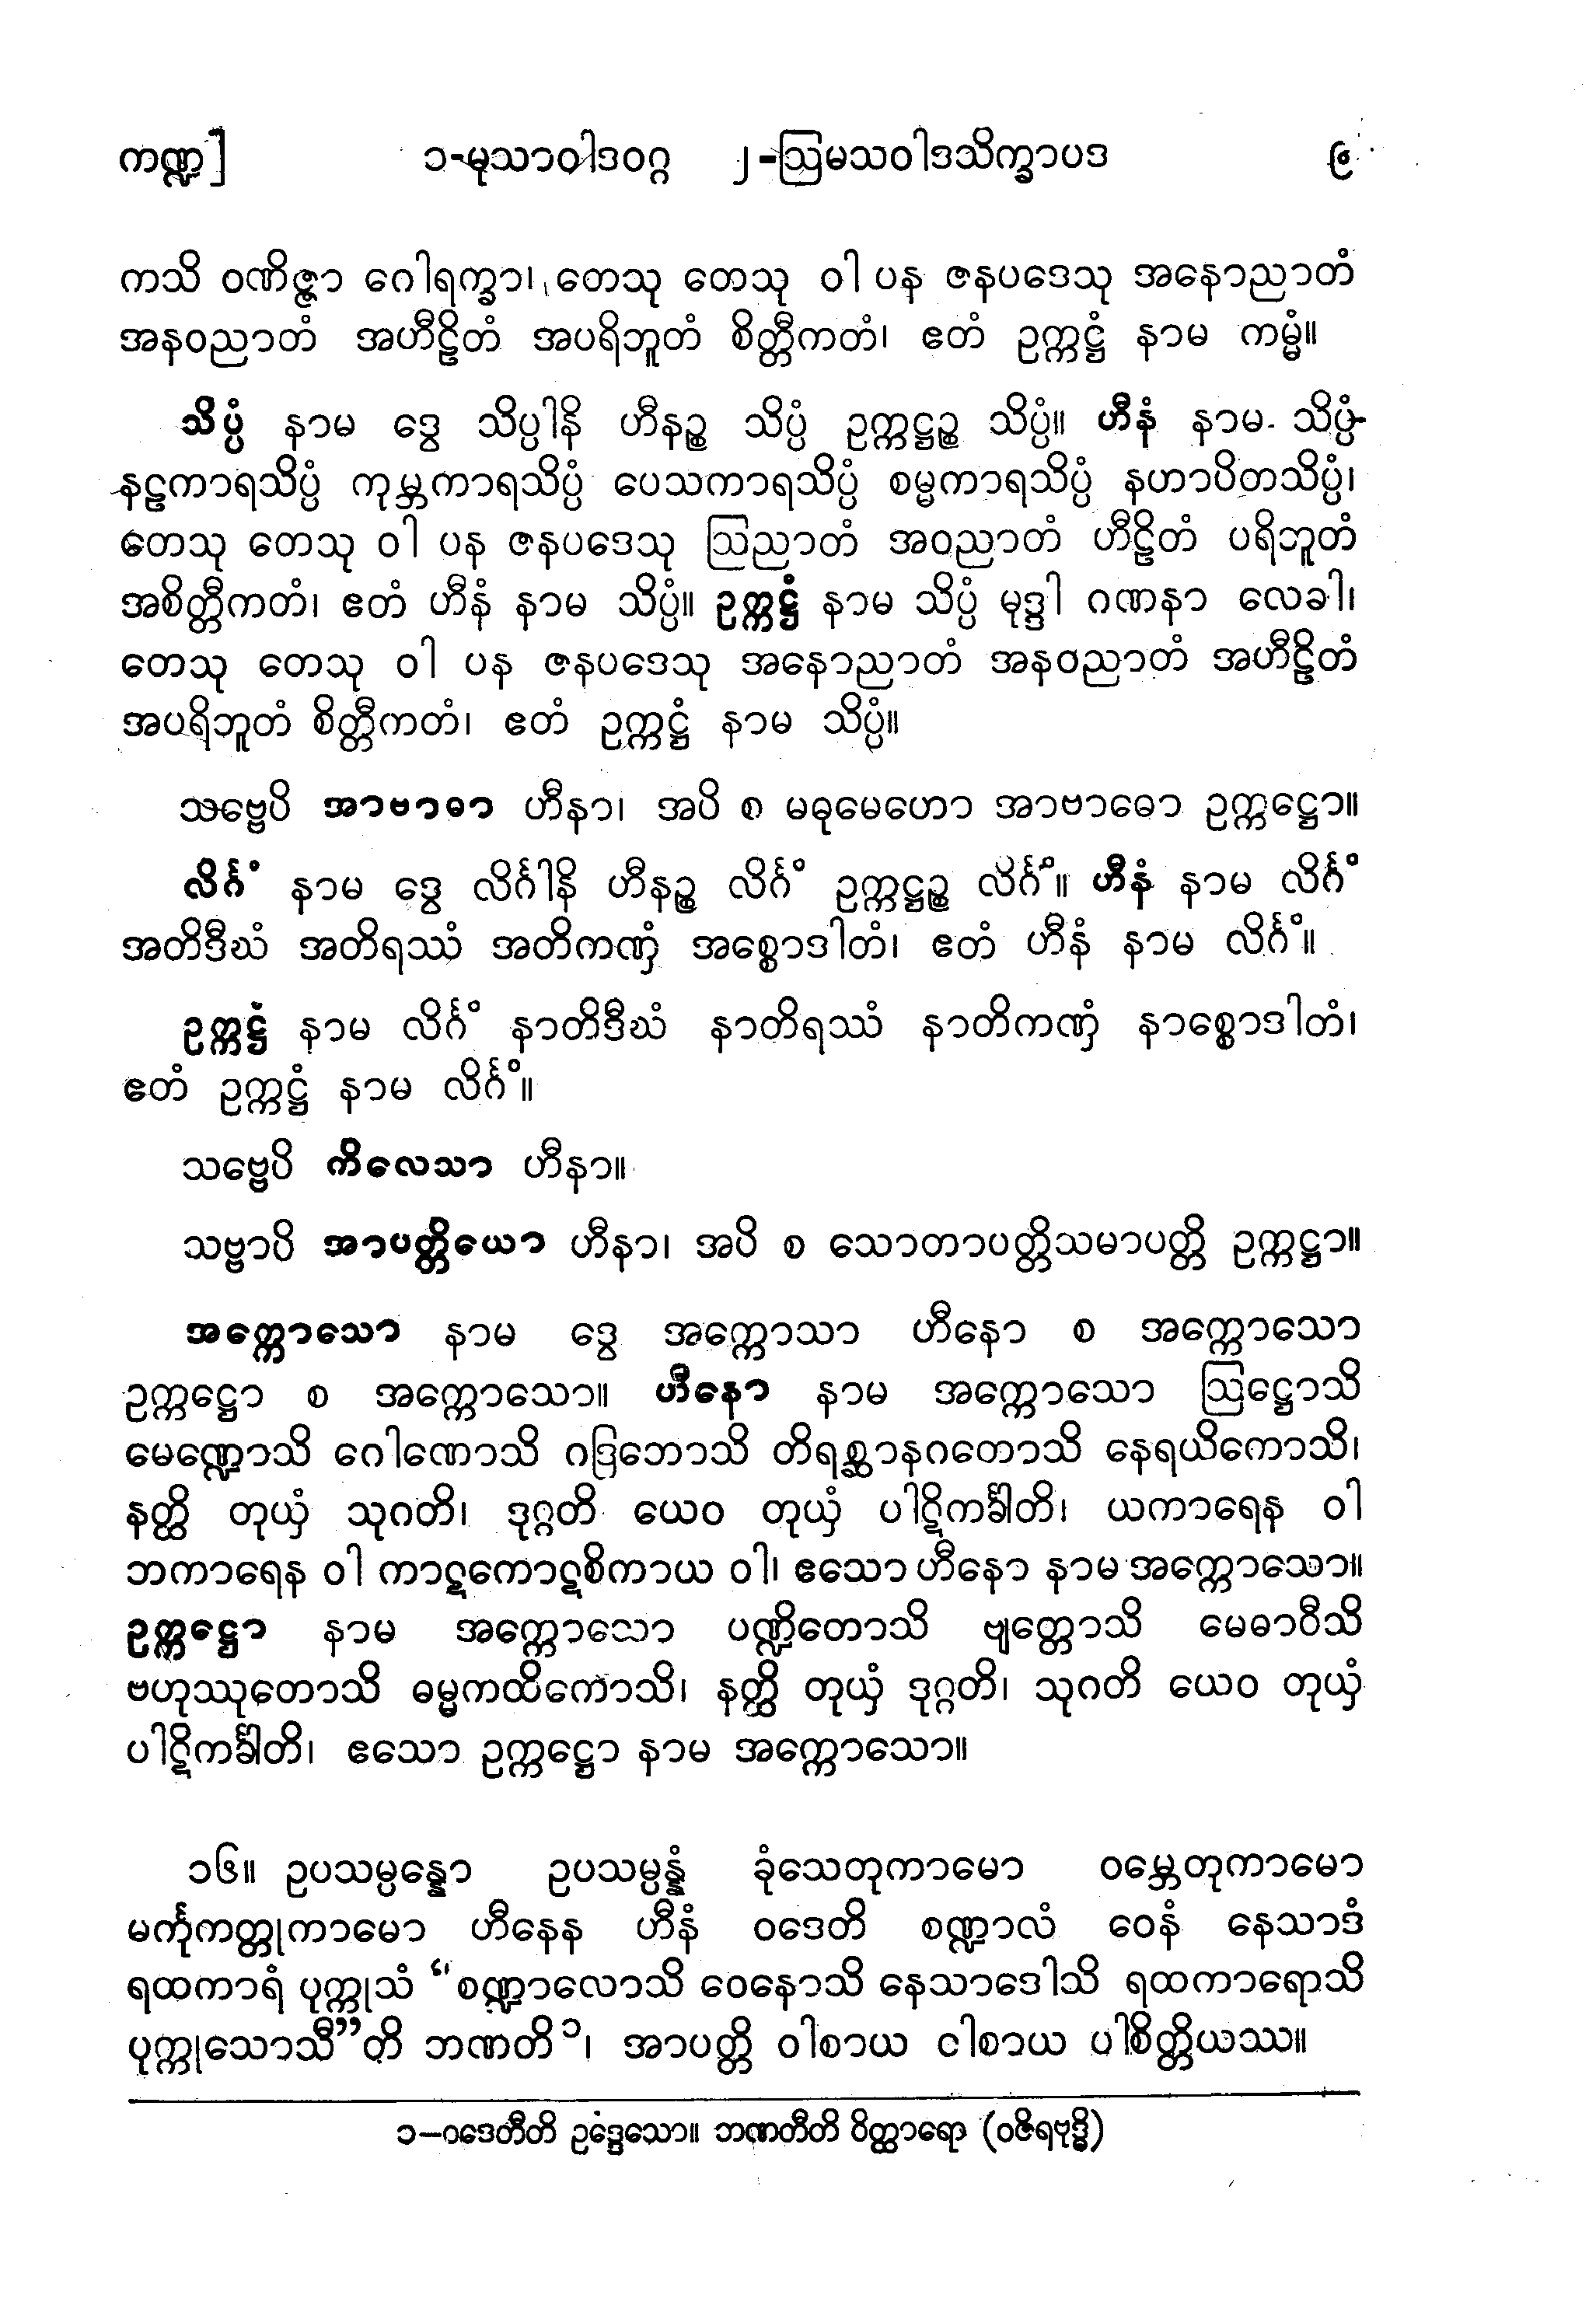 ကဏ္ဍ] ၁-မုသာဝါဒဝဂ္ဂ ၂-ဩမသဝါဒသိက္ခာပဒ ၉
ကသိ ဝဏိဇ္ဇာ ဂေါရက္ခာ၊ တေသု တေသု ဝါ ပန ဇနပဒေသု အနောညာတံ
အနဝညာတံ အဟီဠိတံ အပရိဘူတံ စိတ္တီကတံ၊ ဧတံ ဥက္ကဋ္ဌံ နာမ ကမ္မံ။
သိပ္ပံ နာမ ဒွေ သိပ္ပါနိ ဟီနဉ္စ သိပ္ပံ ဥက္ကဋ္ဌဉ္စ သိပ္ပံ။ ဟီနံ နာမ သိပ္ပံ-
နဠကာရသိပ္ပံ ကုမ္ဘကာရသိပ္ပံ ပေသကာရသိပ္ပံ စမ္မကာရသိပ္ပံ နဟာပိတသိပ္ပံ၊
တေသု တေသု ဝါ ပန ဇနပဒေသု ဩညာတံ အဝညာတံ ဟီဠိတံ ပရိဘူတံ
အစိတ္တီကတံ၊ ဧတံ ဟီနံ နာမ သိပ္ပံ။ ဥက္ကဋ္ဌံ နာမ သိပ္ပံ မုဒ္ဒါ ဂဏနာ လေခါ၊
တေသု တေသု ဝါ ပန ဇနပဒေသု အနောညာတံ အနဝညာတံ အဟီဠိတံ
အပရိဘူတံ စိတ္တီကတံ၊ ဧတံ ဥက္ကဋ္ဌံ နာမ သိပ္ပံ။
သဗ္ဗေပိ အာဗာဓာ ဟီနာ၊ အပိ စ မဓုမေဟော အာဗာဓော ဥက္ကဋ္ဌော။
လိင်္ဂံ နာမ ဒွေ လိင်္ဂါနိ ဟီနဉ္စ လိင်္ဂံ ဥက္ကဋ္ဌဉ္စ လိင်္ဂံ။ ဟီနံ နာမ လိင်္ဂံ
အတိဒီဃံ အတိရဿံ အတိကဏှံ အစ္စောဒါတံ၊ ဧတံ ဟီနံ နာမ လိင်္ဂံ။
ဥက္ကဋ္ဌံ နာမ လိင်္ဂံ နာတိဒီဃံ နာတိရဿံ နာတိကဏှံ နာစ္စောဒါတံ၊
ဧတံ ဥက္ကဋ္ဌံ နာမ လိင်္ဂံ။
သဗ္ဗေပိ ကိလေသာ ဟီနာ။
သဗ္ဗာပိ အာပတ္တိယော ဟီနာ၊ အပိ စ သောတာပတ္တိသမာပတ္တိ ဥက္ကဋ္ဌာ။
အက္ကောသော နာမ ဒွေ အက္ကောသာ ဟီနော စ အက္ကောသော
ဥက္ကဋ္ဌော စ အက္ကောသော။ ဟီနော နာမ အက္ကောသော ဩဋ္ဌောသိ
မေဏ္ဍောသိ ဂေါဏောသိ ဂဒြဘောသိ တိရစ္ဆာနဂတောသိ နေရယိကောသိ၊
နတ္ထိ တုယှံ သုဂတိ၊ ဒုဂ္ဂတိ ယေဝ တုယှံ ပါဋိကင်္ခါတိ၊ ယကာရေန ဝါ
ဘကာရေန ဝါ ကာဋကောဋစိကာယ ဝါ၊ ဧသော ဟီနော နာမ အက္ကောသော။
ဥက္ကဋ္ဌော နာမ အက္ကောသော ပဏ္ဍိတောသိ ဗျတ္တောသိ မေဓာဝီသိ
ဗဟုဿုတောသိ ဓမ္မကထိကောသိ၊ နတ္ထိ တုယှံ ဒုဂ္ဂတိ၊ သုဂတိ ယေဝ တုယှံ
ပါဋိကင်္ခါတိ၊ ဧသော ဥက္ကဋ္ဌော နာမ အက္ကောသော။
၁၆။ ဥပသမ္ပန္နော ဥပသမ္ပန္နံ ခုံသေတုကာမော ဝမ္ဘေတုကာမော
မင်္ကုကတ္တုကာမော ဟီနေန ဟီနံ ဝဒေတိ စဏ္ဍာလံ ဝေနံ နေသာဒံ
ရထကာရံ ပုက္ကုသံ “စဏ္ဍာလောသိ ဝေနောသိ နေသာဒေါသိ ရထကာရောသိ
ပုက္ကုသောသီ”တိ ဘဏတိ၁၊ အာပတ္တိ ဝါစာယ ဝါစာယ ပါစိတ္တိယဿ။
၁–ဝဒေတီတိ ဥဒ္ဒေသော။ ဘဏတီတိ ဝိတ္ထာရော (ဝဇိရဗုဒ္ဓိ)